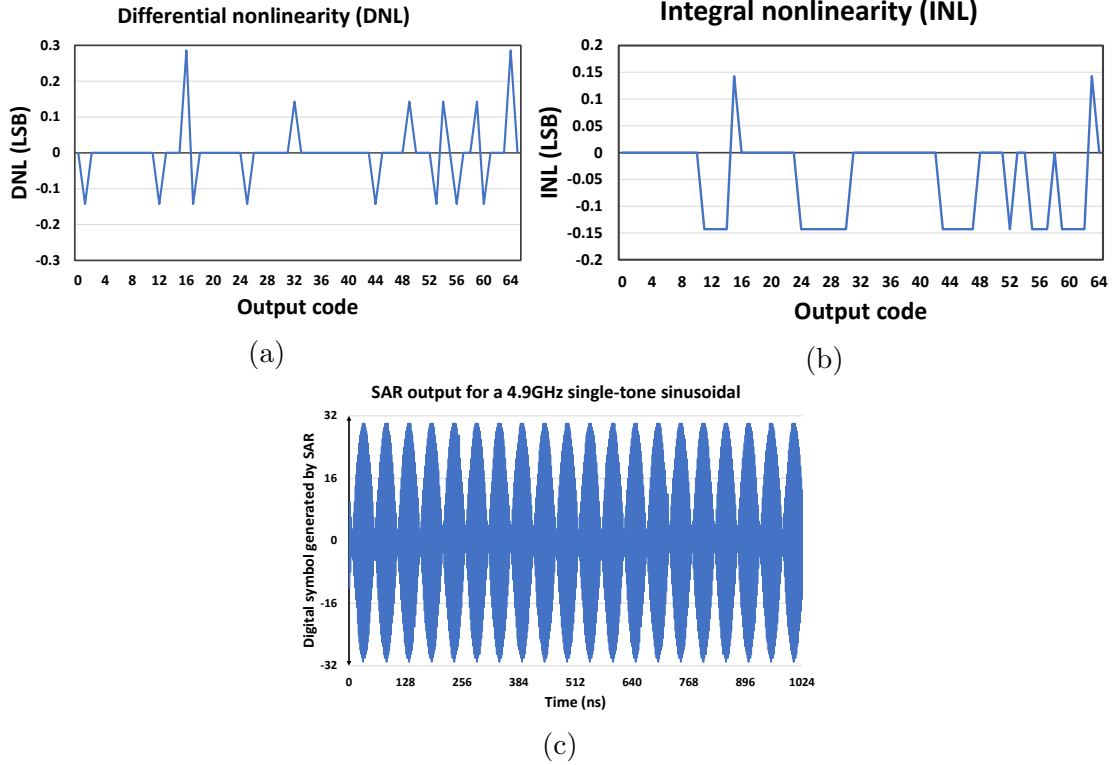 Differential nonlinearity (DNL)
DNL (LSB)
0.3
0.2
0.1
0
-0.1
-0.2
-0.3
0 4 8 12 16 20 24 28 32 36 40 44 48 52 56 60 64
Output code
(a)
Integral nonlinearity (INL)
INL (LSB)
0.2
0.15
0.1
0.05
0
-0.05
-0.1
-0.15
-0.2
0 4 8 12 16 20 24 28 32 36 40 44 48 52 56 60 64
Output code
(b)
SAR output for a 4.9GHz single-tone sinusoidal
Digital symbol generated by SAR
32
16
0
-16
-32
0 128 256 384 512 640 768 896 1024
Time (ns)
(c)